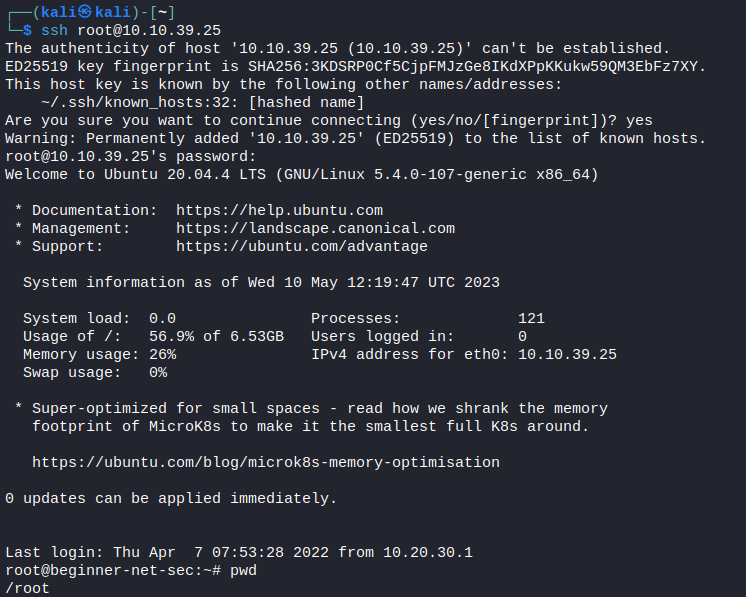 ┌──(kali㉿kali)-[~]
└─$ ssh root@10.10.39.25
The authenticity of host '10.10.39.25 (10.10.39.25)' can't be established.
ED25519 key fingerprint is SHA256:3KDSRP0Cf5CjpFMJzGe8IKdXPpKKukw59QM3EbFz7XY.
This host key is known by the following other names/addresses:
    ~/.ssh/known_hosts:32: [hashed name]
Are you sure you want to continue connecting (yes/no/[fingerprint])? yes
Warning: Permanently added '10.10.39.25' (ED25519) to the list of known hosts.
root@10.10.39.25's password:
Welcome to Ubuntu 20.04.4 LTS (GNU/Linux 5.4.0-107-generic x86_64)

 * Documentation:  https://help.ubuntu.com
 * Management:     https://landscape.canonical.com
 * Support:        https://ubuntu.com/advantage

  System information as of Wed 10 May 12:19:47 UTC 2023

  System load:  0.0               Processes:             121
  Usage of /:   56.9% of 6.53GB   Users logged in:       0
  Memory usage: 26%               IPv4 address for eth0: 10.10.39.25
  Swap usage:   0%

 * Super-optimized for small spaces - read how we shrank the memory
   footprint of MicroK8s to make it the smallest full K8s around.

   https://ubuntu.com/blog/microk8s-memory-optimisation

0 updates can be applied immediately.


Last login: Thu Apr  7 07:53:28 2022 from 10.20.30.1
root@beginner-net-sec:~# pwd
/root